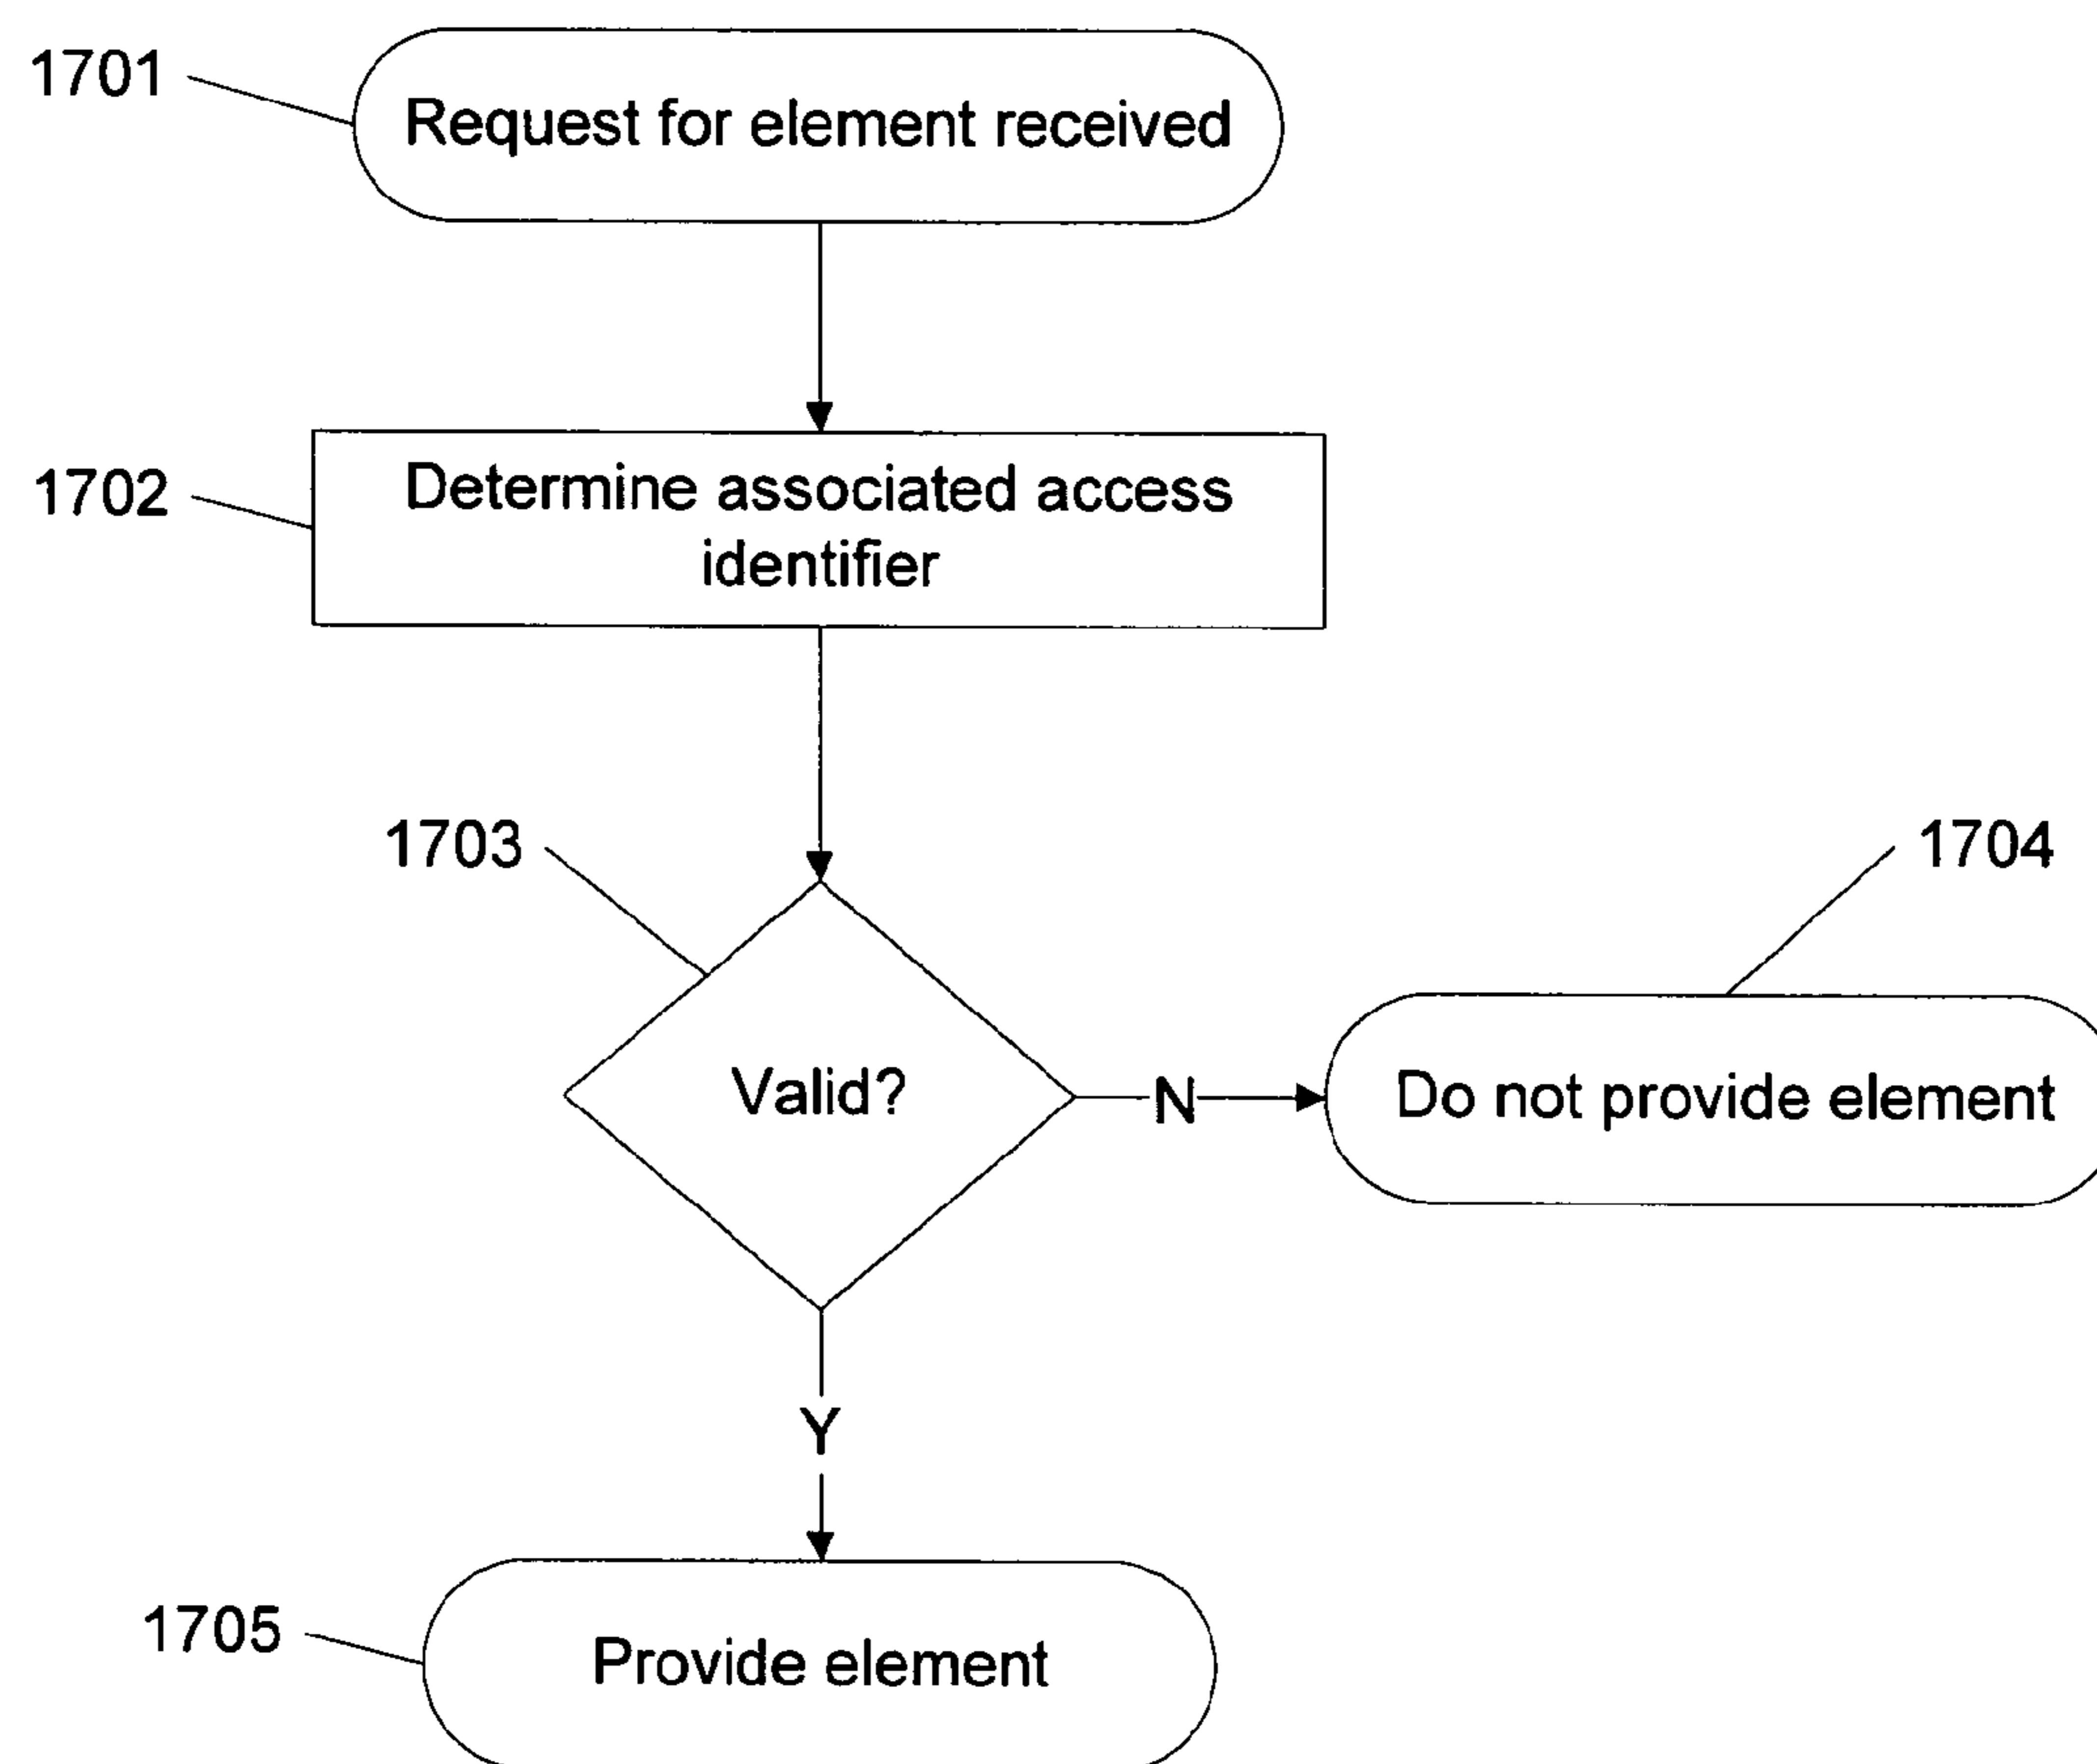 1701
Request for element received
1702
Determine associated access
identifier
1703
1704
Valid?
N
Do not provide element
Y
1705
Provide element